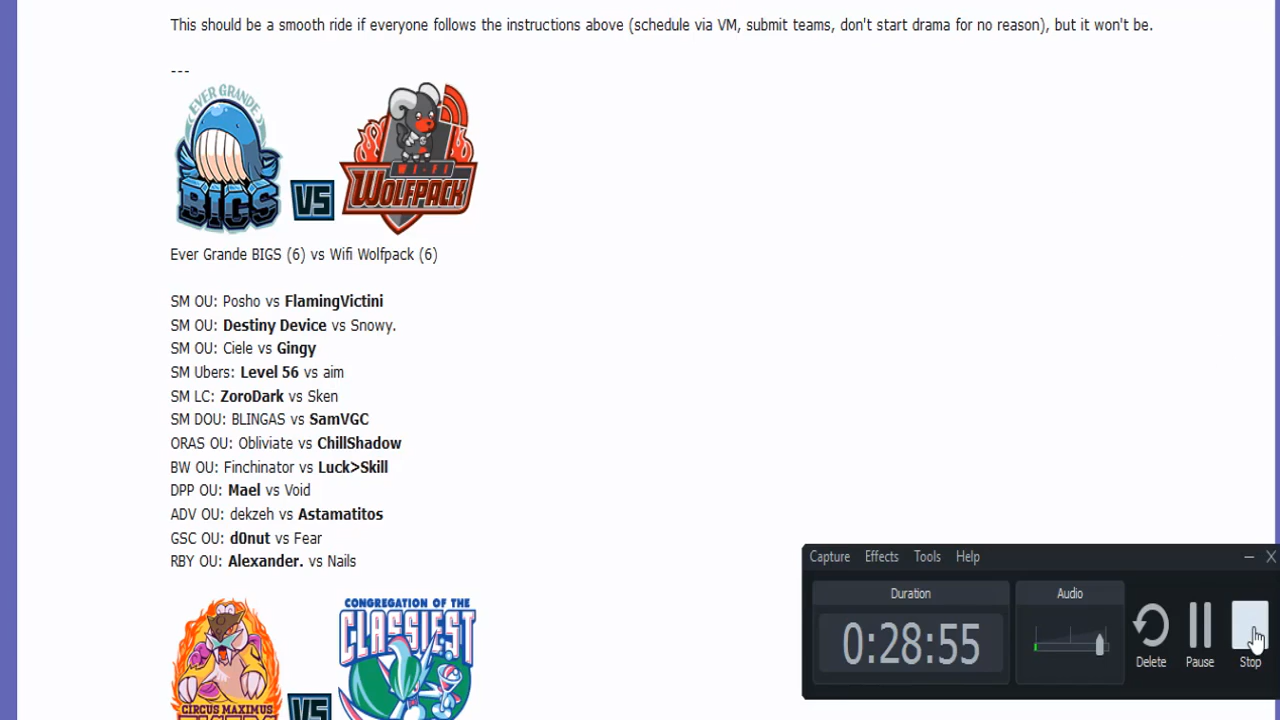 This should be a smooth ride if everyone follows the instructions above (schedule via VM, submit teams, don't start drama for no reason), but it won't be.
---
EVER GRANDE
BIGS
VS
WI-FI
WOLFPACK
Ever Grande BIGS (6) vs Wifi Wolfpack (6)
SM OU: Posho vs FlamingVictini
SM OU: Destiny Device vs Snowy.
SM OU: Ciele vs Gingy
SM Ubers: Level 56 vs aim
SM LC: ZoroDark vs Sken
SM DOU: BLINGAS vs SamVGC
ORAS OU: Obliviate vs ChillShadow
BW OU: Finchinator vs Luck>Skill
DPP OU: Mael vs Void
ADV OU: dekzeh vs Astamatitos
GSC OU: d0nut vs Fear
RBY OU: Alexander. vs Nails
CIRCUS MAXIMUS
TIGERS
VS
CONGREGATION OF THE
CLASSIEST
Capture Effects Tools Help
Duration
0:28:55
Audio
Delete
Pause
Stop